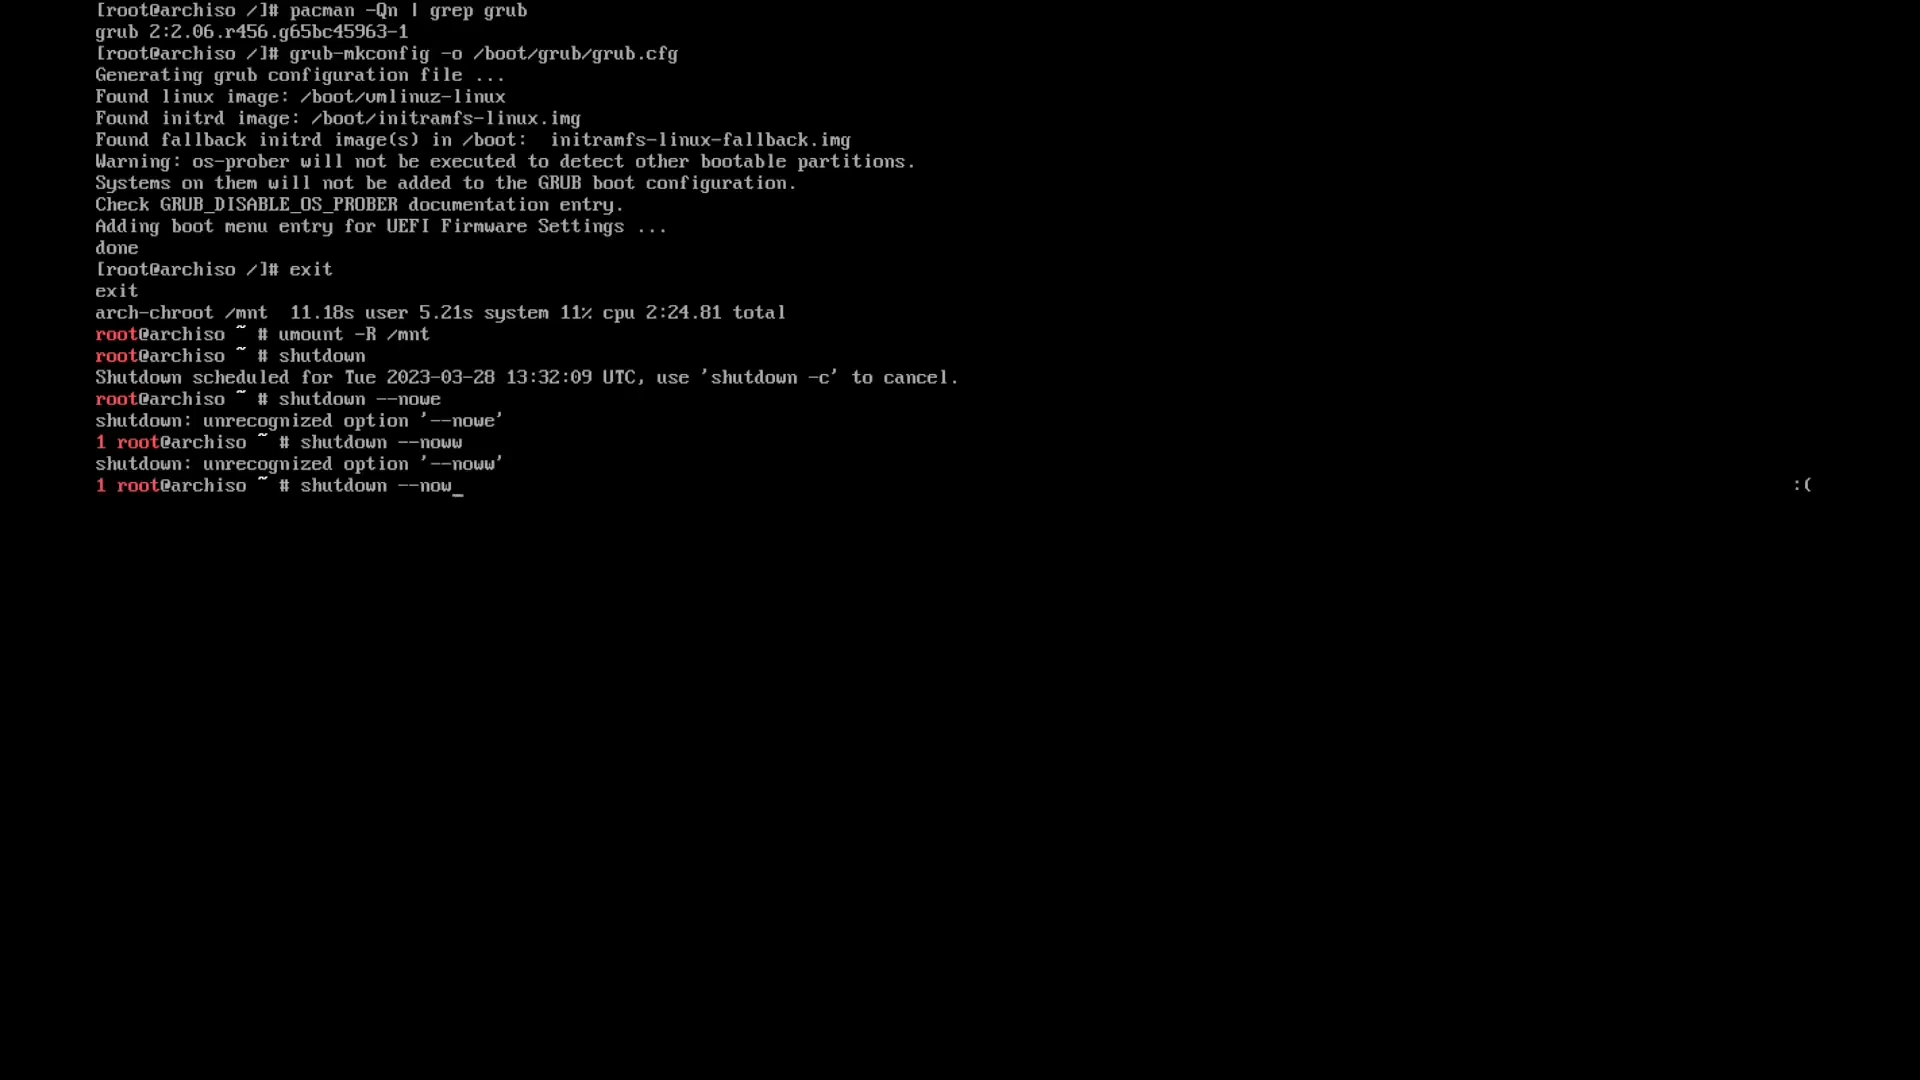 [root@archiso /]# pacman -Qn | grep grub
grub 2:2.06.r456.g65bc45963-1
[root@archiso /]# grub-mkconfig -o /boot/grub/grub.cfg
Generating grub configuration file ...
Found linux image: /boot/vmlinuz-linux
Found initrd image: /boot/initramfs-linux.img
Found fallback initrd image(s) in /boot:  initramfs-linux-fallback.img
Warning: os-prober will not be executed to detect other bootable partitions.
Systems on them will not be added to the GRUB boot configuration.
Check GRUB_DISABLE_OS_PROBER documentation entry.
Adding boot menu entry for UEFI Firmware Settings ...
done
[root@archiso /]# exit
exit
arch-chroot /mnt  11.18s user 5.21s system 11% cpu 2:24.81 total
root@archiso ~ # umount -R /mnt
root@archiso ~ # shutdown
Shutdown scheduled for Tue 2023-03-28 13:32:09 UTC, use 'shutdown -c' to cancel.
root@archiso ~ # shutdown --nowe
shutdown: unrecognized option '--nowe'
1 root@archiso ~ # shutdown --noww
shutdown: unrecognized option '--noww'
1 root@archiso ~ # shutdown --now_ :(